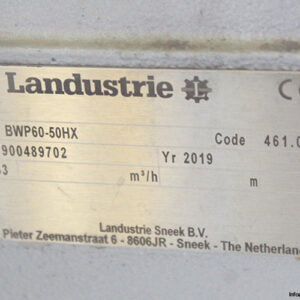 Landustrie CE
BWP60-50HX Code 461.0
900489702 Yr 2019
3 m³/h m
Landustrie Sneek B.V.
Pieter Zeemanstraat 6 - 8606JR - Sneek - The Netherlan